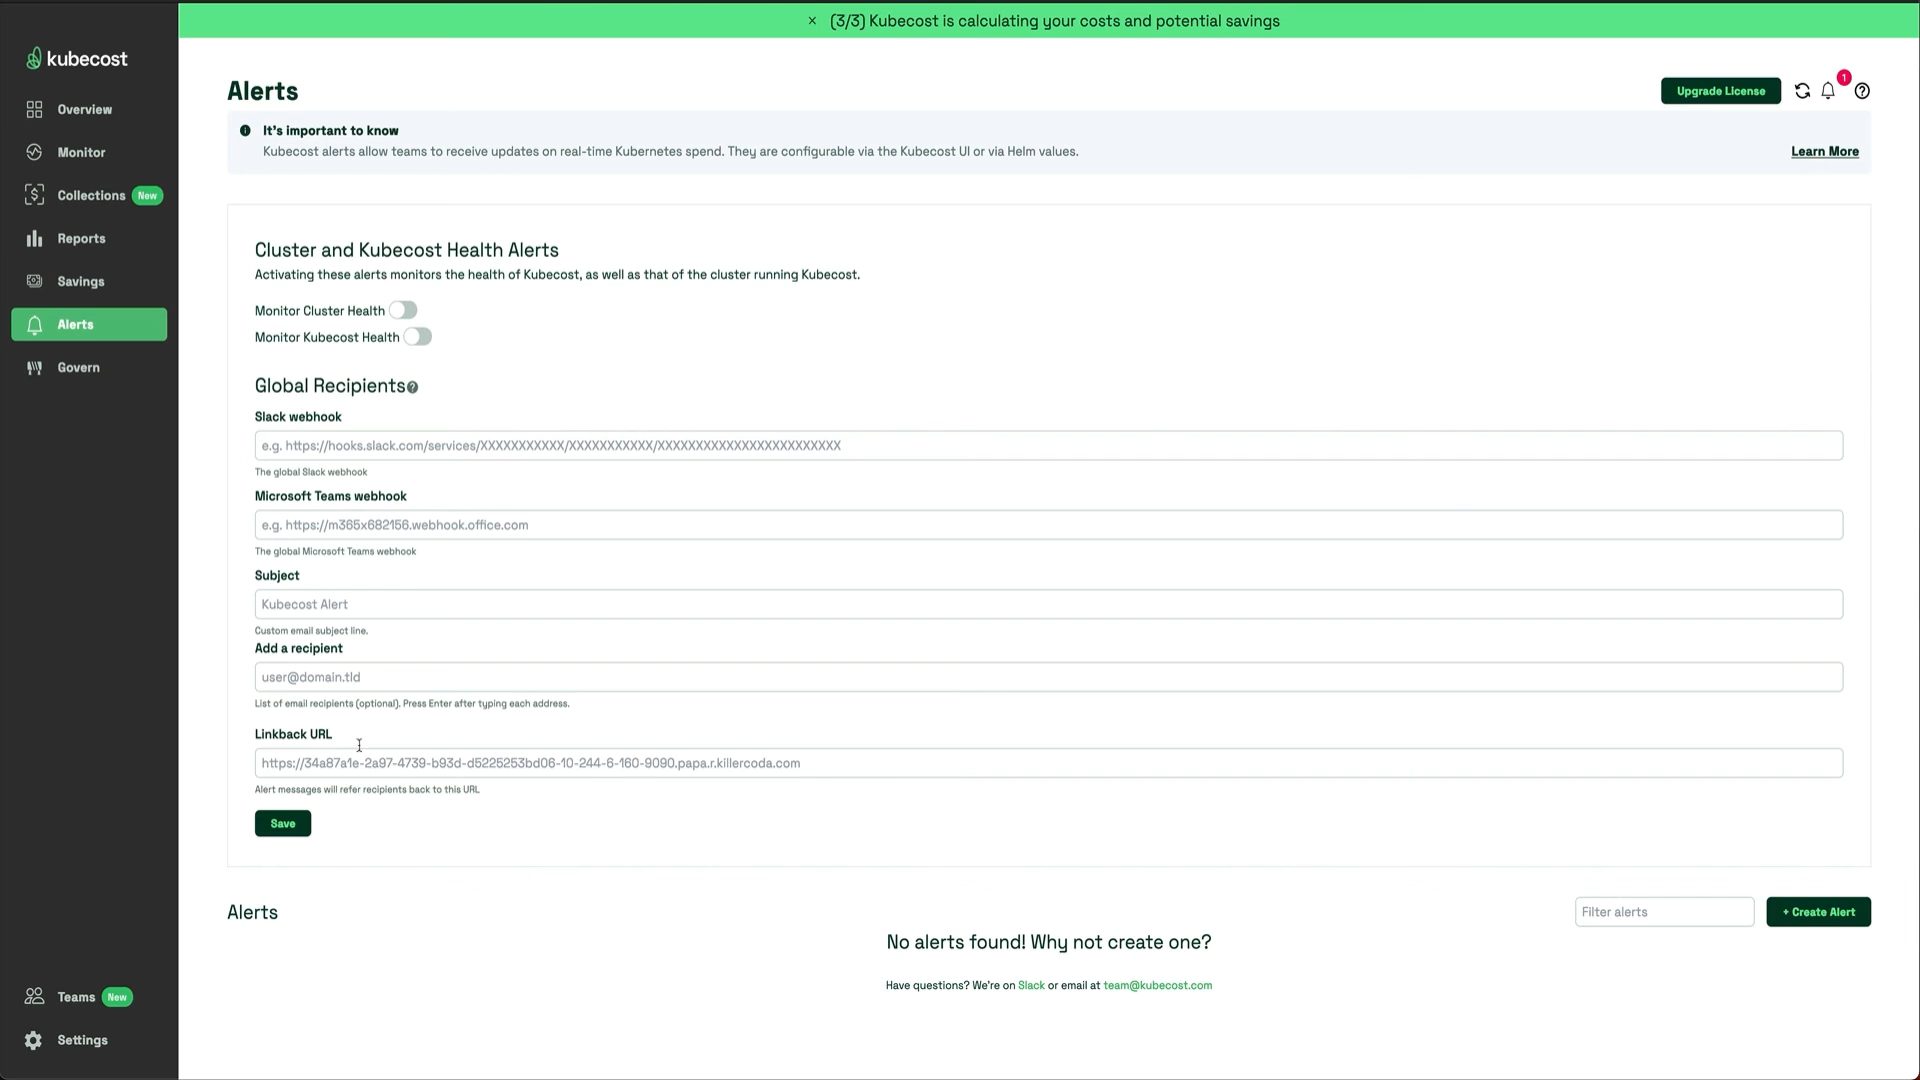 × (3/3) Kubecost is calculating your costs and potential savings
kubecost
Overview
Monitor
Collections New
Reports
Savings
Alerts
Govern
Teams New
Settings
Alerts
Upgrade License
1
It's important to know
Kubecost alerts allow teams to receive updates on real-time Kubernetes spend. They are configurable via the Kubecost UI or via Helm values.
Learn More
Cluster and Kubecost Health Alerts
Activating these alerts monitors the health of Kubecost, as well as that of the cluster running Kubecost.
Monitor Cluster Health
Monitor Kubecost Health
Global Recipients
Slack webhook
e.g. https://hooks.slack.com/services/XXXXXXXXXXX/XXXXXXXXXXX/XXXXXXXXXXXXXXXXXXXXXXXX
The global Slack webhook
Microsoft Teams webhook
e.g. https://m365x682156.webhook.office.com
The global Microsoft Teams webhook
Subject
Kubecost Alert
Custom email subject line.
Add a recipient
user@domain.tld
List of email recipients (optional). Press Enter after typing each address.
Linkback URL
https://34a87a1e-2a97-4739-b93d-d5225253bd06-10-244-6-160-9090.papa.r.killercoda.com
Alert messages will refer recipients back to this URL
Save
Alerts
Filter alerts
+ Create Alert
No alerts found! Why not create one?
Have questions? We're on Slack or email at team@kubecost.com